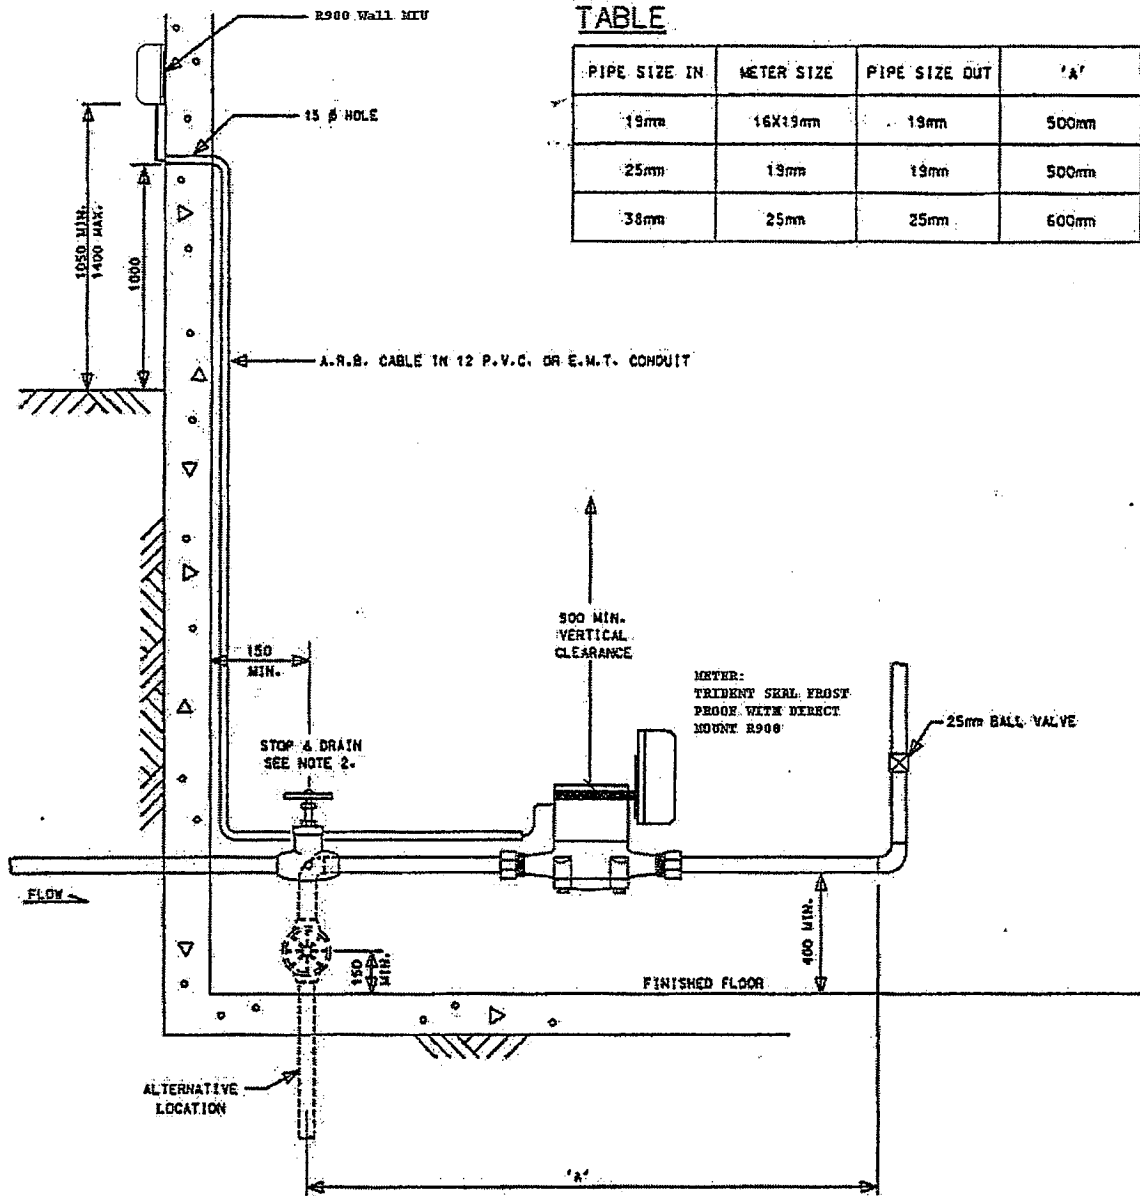 R900 Wall MIU
TABLE
PIPE SIZE IN METER SIZE PIPE SIZE OUT 'A'
19mm 16X19mm 19mm 500mm
25mm 19mm 19mm 500mm
38mm 25mm 25mm 600mm
15 Ø HOLE
1050 MIN.
1400 MAX.
1000
A.R.B. CABLE IN 12 P.V.C. OR E.M.T. CONDUIT
900 MIN.
VERTICAL
CLEARANCE
150
MIN.
METER:
TRIDENT SEAL FROST
PROOF WITH DIRECT
MOUNT R900
25mm BALL VALVE
STOP & DRAIN
SEE NOTE 2.
FLOW
400 MIN.
150
MIN.
FINISHED FLOOR
ALTERNATIVE
LOCATION
'A'